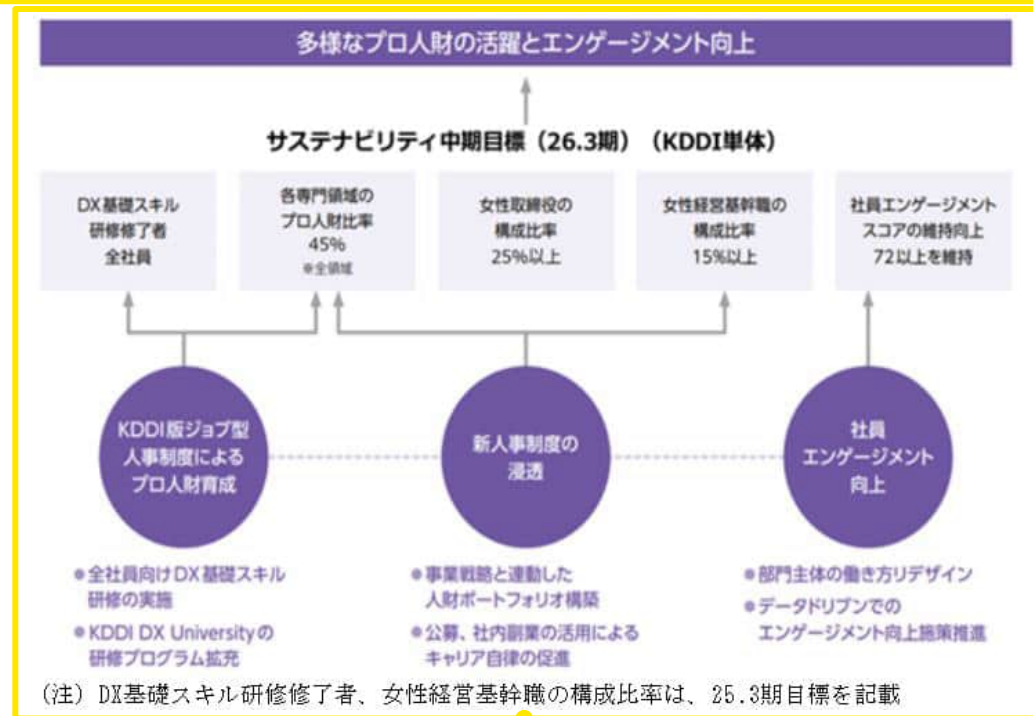 多様なプロ人財の活躍とエンゲージメント向上
サステナビリティ中期目標（26.3期）（KDDI単体）
DX基礎スキル
研修修了者
全社員
各専門領域の
プロ人財比率
45%
※全領域
女性取締役の
構成比率
25%以上
女性経営基幹職の
構成比率
15%以上
社員エンゲージメント
スコアの維持向上
72以上を維持
KDDI版ジョブ型
人事制度による
プロ人財育成
新人事制度の
浸透
社員
エンゲージメント
向上
●全社員向けDX基礎スキル
研修の実施
●KDDI DX Universityの
研修プログラム拡充
●事業戦略と連動した
人財ポートフォリオ構築
●公募、社内副業の活用による
キャリア自律の促進
●部門主体の働き方リデザイン
●データドリブンでの
エンゲージメント向上施策推進
(注) DX基礎スキル研修修了者、女性経営基幹職の構成比率は、25.3期目標を記載